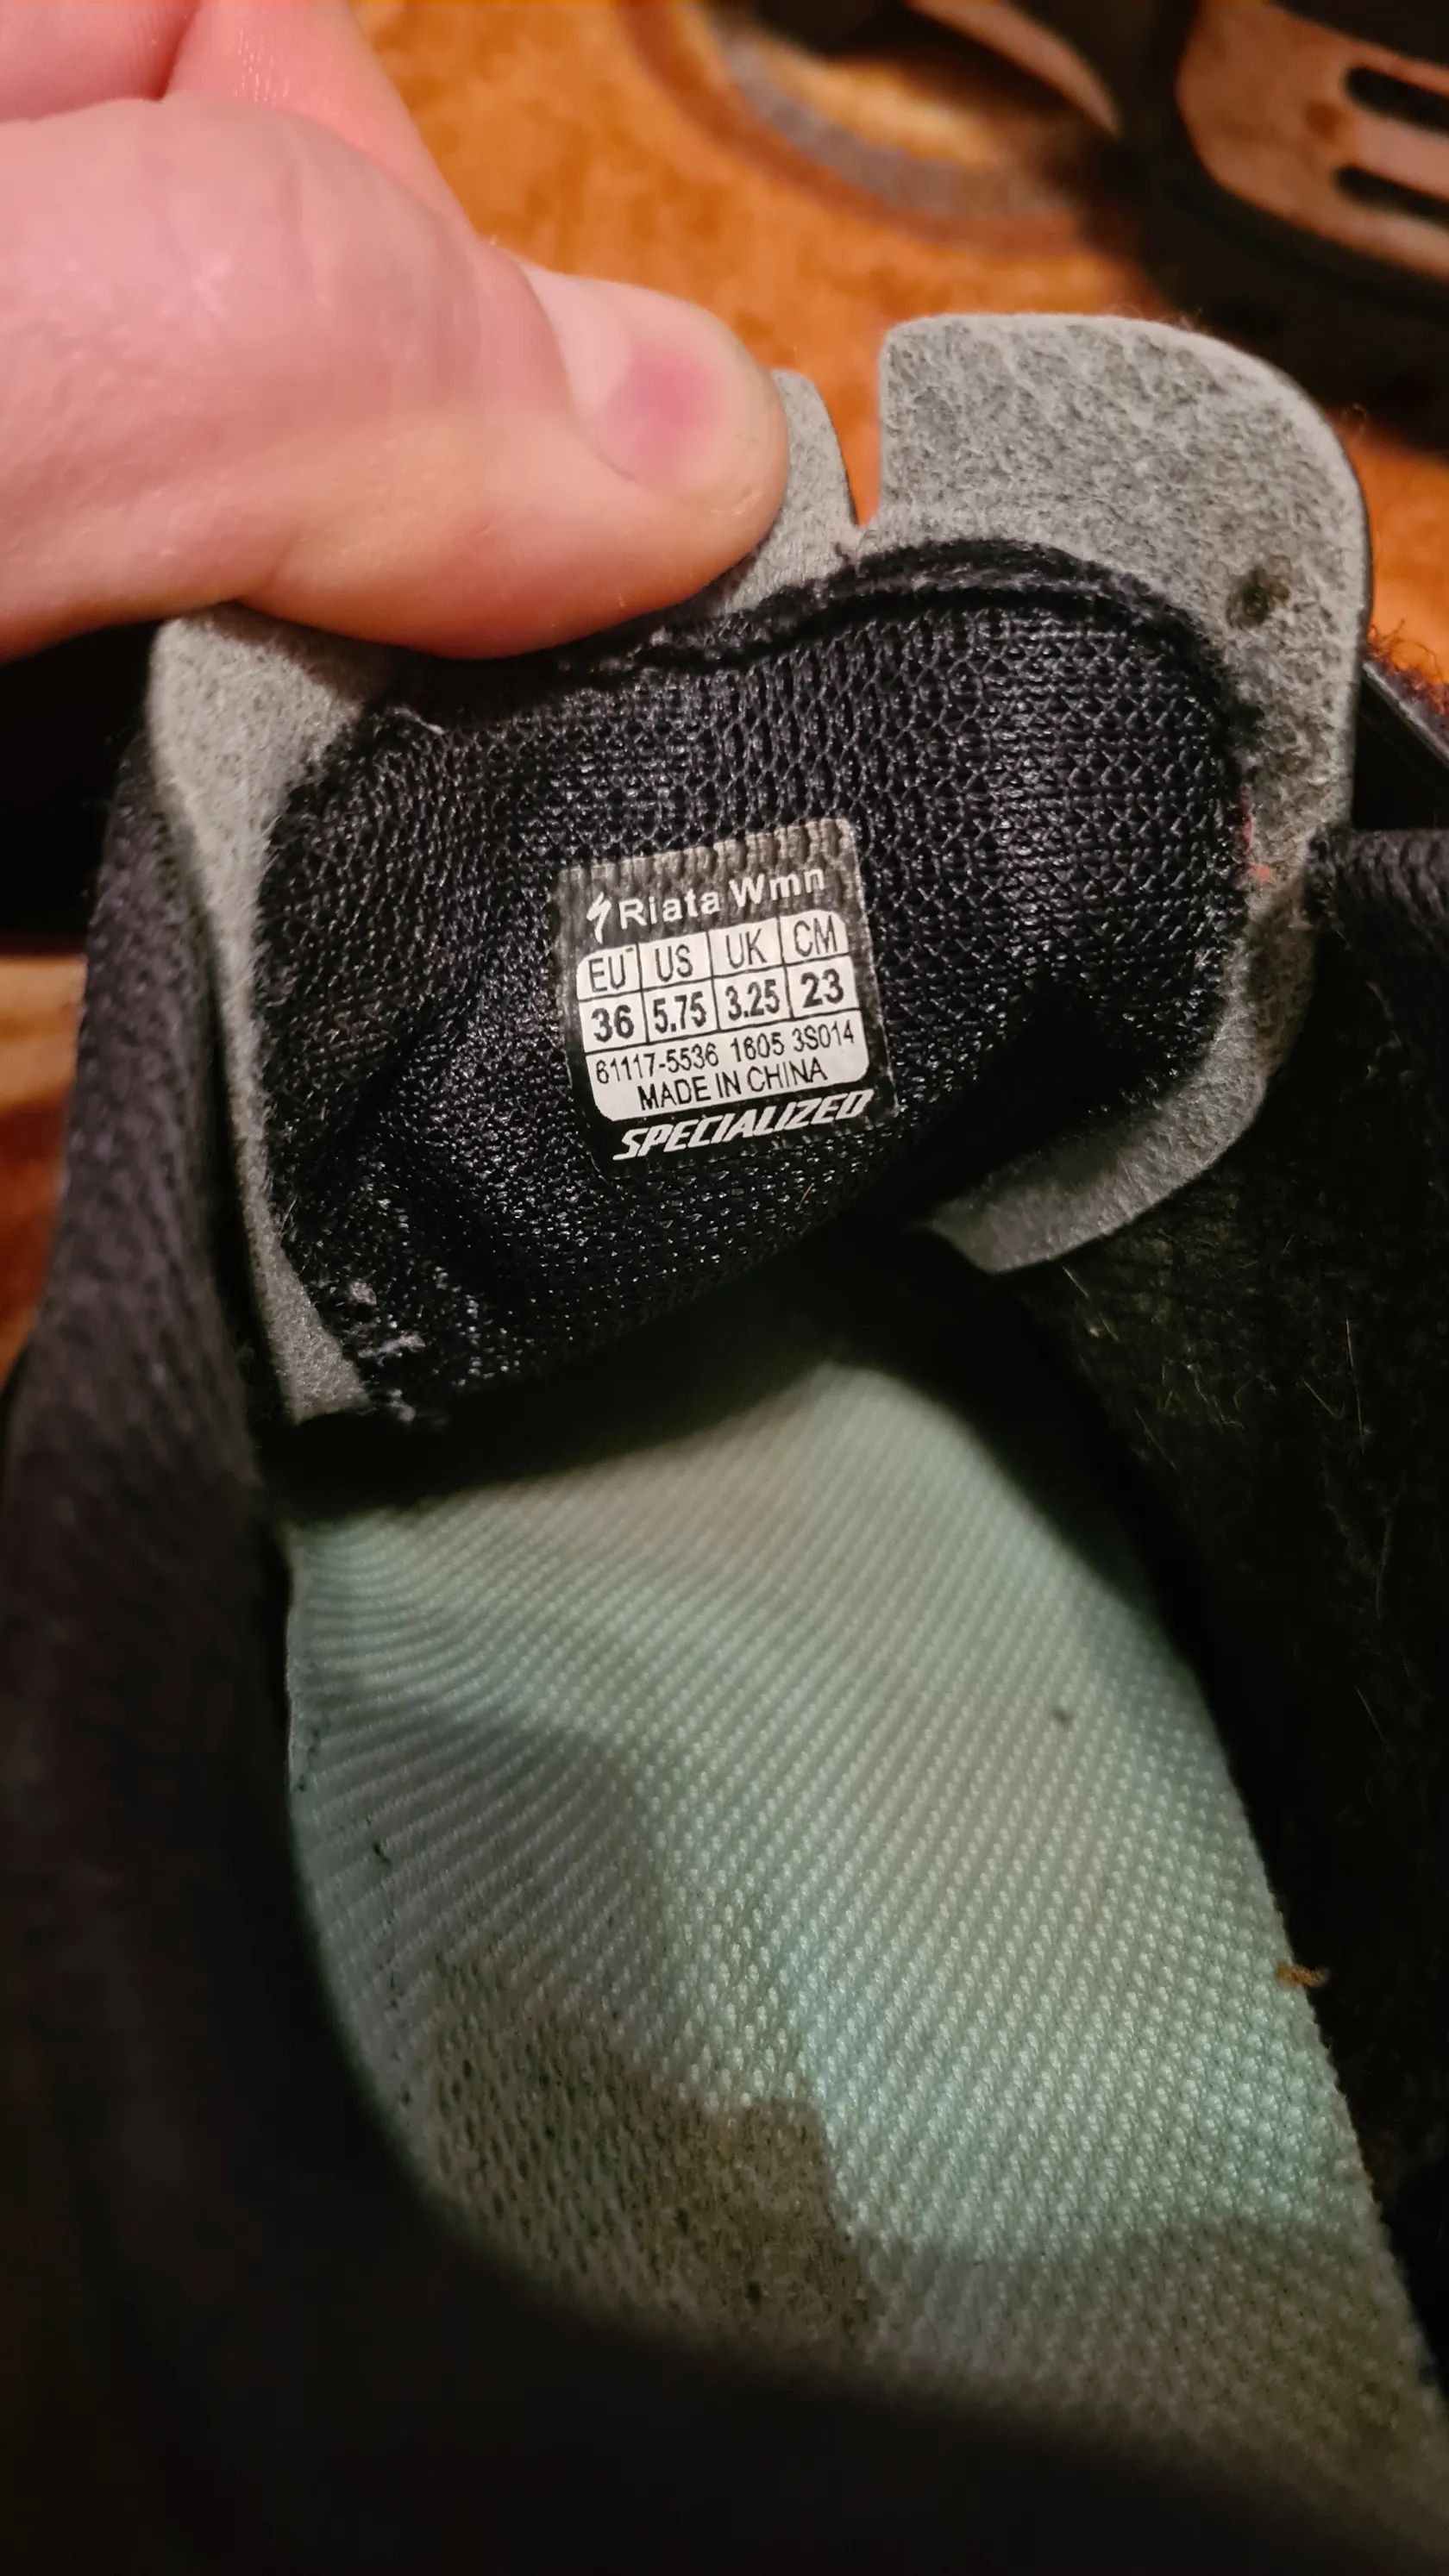 Riata Wmn
EU US UK CM
36 5.75 3.25 23
61117-5536 1605 3S014
MADE IN CHINA
SPECIALIZED